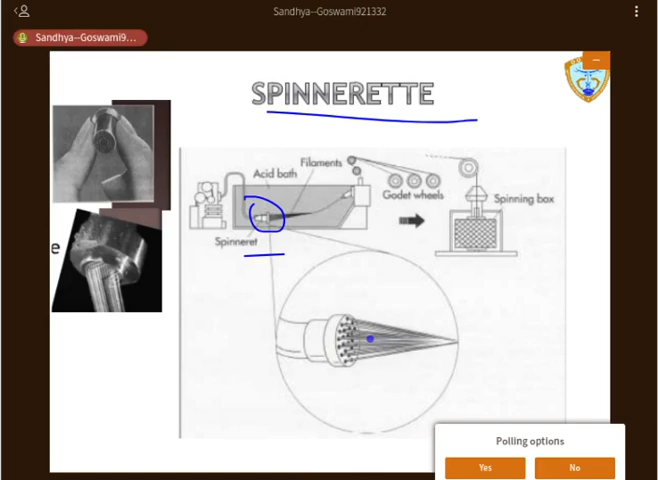 Sandhya--Goswami921332
Sandhya--Goswami9...
SPINNERETTE
Acid bath
Filaments
Godet wheels
Spinning box
Spinneret
e
Polling options
Yes
No